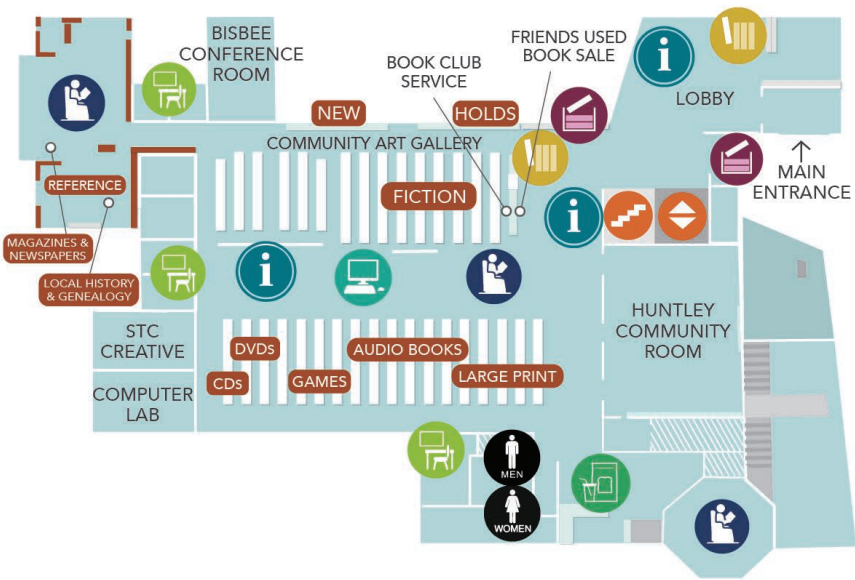 BISBEE
CONFERENCE
ROOM
BOOK CLUB
SERVICE
FRIENDS USED
BOOK SALE
i
LOBBY
NEW
HOLDS
COMMUNITY ART GALLERY
MAIN
ENTRANCE
REFERENCE
FICTION
MAGAZINES &
NEWSPAPERS
LOCAL HISTORY
& GENEALOGY
i
i
STC
CREATIVE
HUNTLEY
COMMUNITY
ROOM
DVDs
AUDIO BOOKS
CDs
GAMES
LARGE PRINT
COMPUTER
LAB
MEN
WOMEN